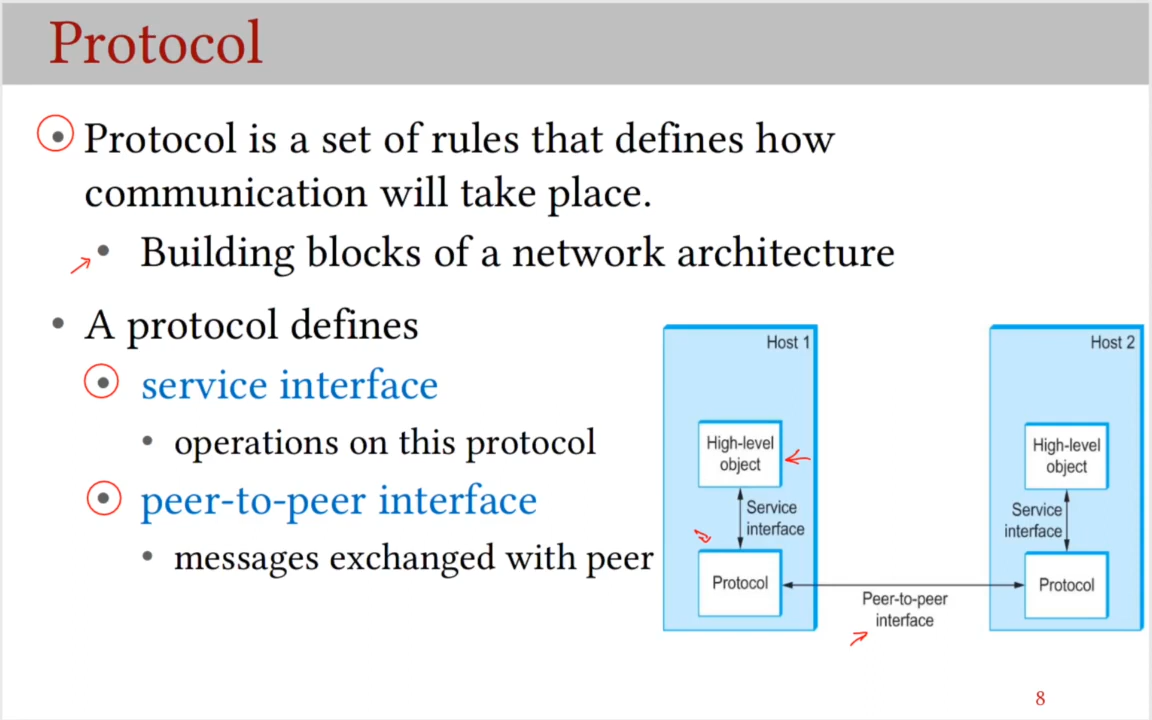 Protocol
• Protocol is a set of rules that defines how
communication will take place.
• Building blocks of a network architecture
• A protocol defines
• service interface
• operations on this protocol
• peer-to-peer interface
• messages exchanged with peer
Host 1
High-level
object
Service
interface
Protocol
Peer-to-peer
interface
Host 2
High-level
object
Service
interface
Protocol
8